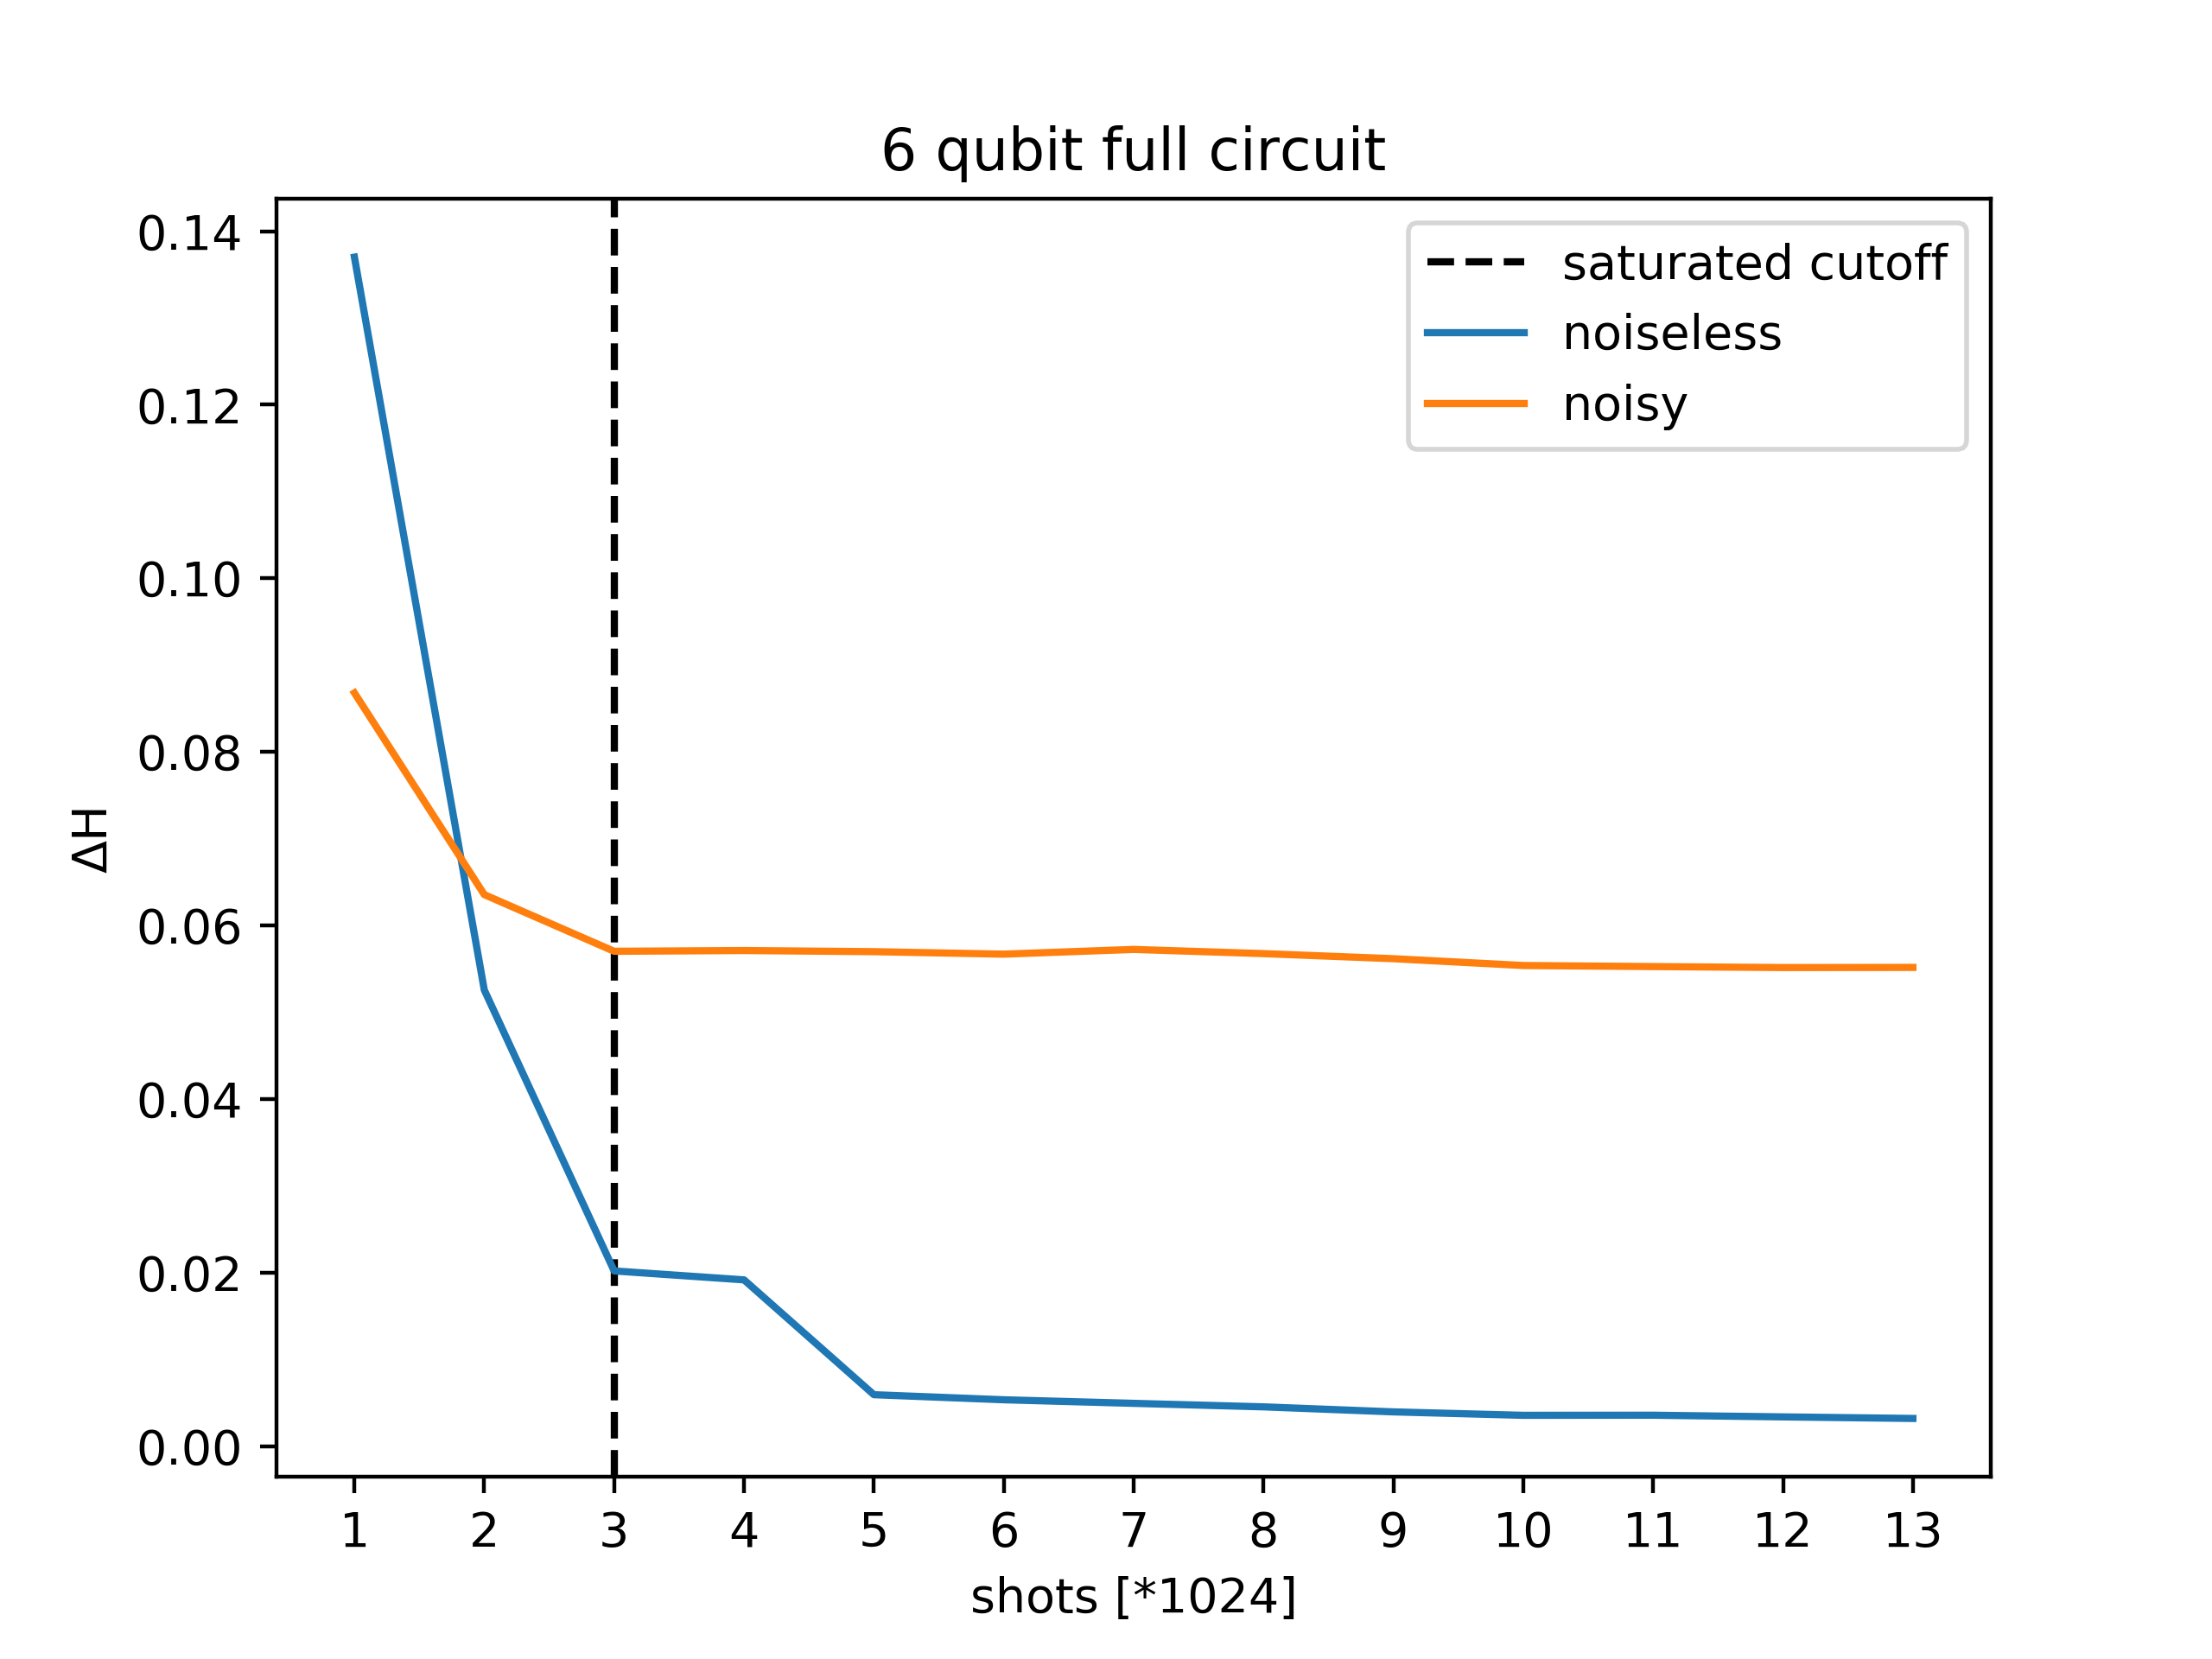 6 qubit full circuit
saturated cutoff
noiseless
noisy
0.14
0.12
0.10
0.08
0.06
0.04
0.02
0.00
ΔH
1 2 3 4 5 6 7 8 9 10 11 12 13
shots [*1024]